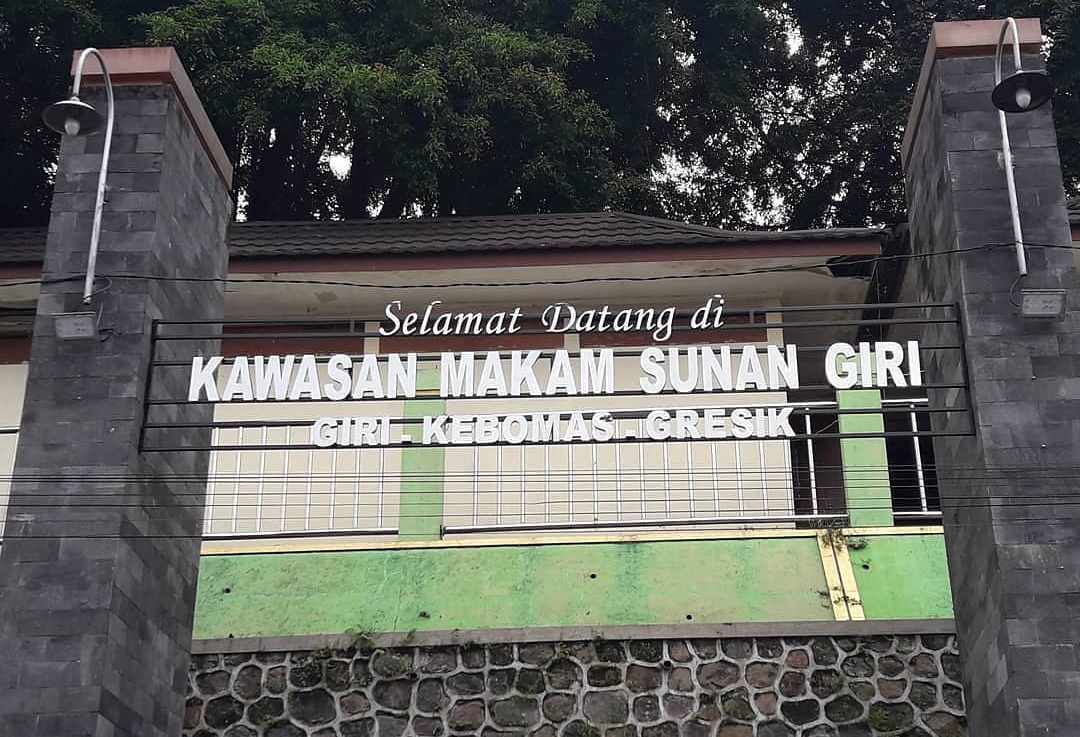 Selamat Datang di
KAWASAN MAKAM SUNAN GIRI
GIRI - KEBOMAS - GRESIK